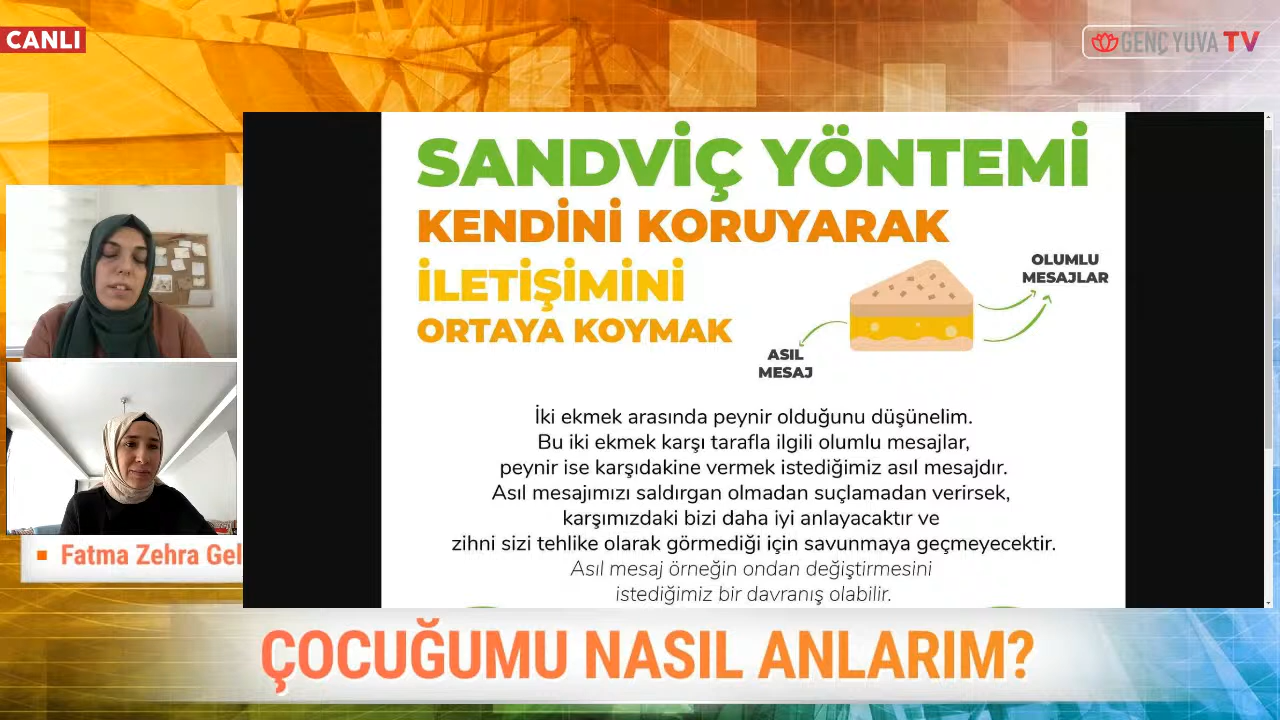 CANLI
GENÇ YUVA TV
SANDVİÇ YÖNTEMİ
KENDİNİ KORUYARAK
İLETİŞİMİNİ
ORTAYA KOYMAK
OLUMLU
MESAJLAR
ASIL
MESAJ
İki ekmek arasında peynir olduğunu düşünelim.
Bu iki ekmek karşı tarafla ilgili olumlu mesajlar,
peynir ise karşıdakine vermek istediğimiz asıl mesajdır.
Asıl mesajımızı saldırgan olmadan suçlamadan verirsek,
karşımızdaki bizi daha iyi anlayacaktır ve
zihni sizi tehlike olarak görmediği için savunmaya geçmeyecektir.
Asıl mesaj örneğin ondan değiştirmesini
istediğimiz bir davranış olabilir.
Fatma Zehra Gel
ÇOCUĞUMU NASIL ANLARIM?